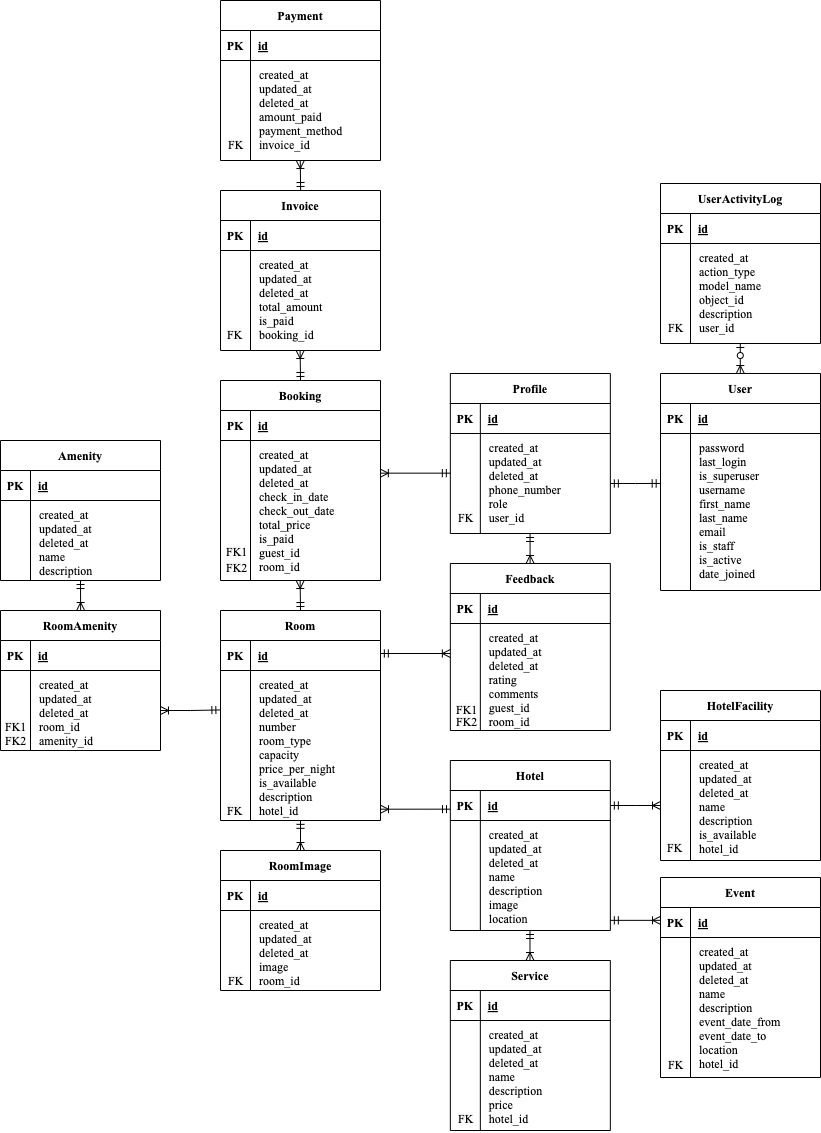 Payment
PK id
created_at
updated_at
deleted_at
amount_paid
payment_method
FK invoice_id
Invoice
PK id
created_at
updated_at
deleted_at
total_amount
is_paid
FK booking_id
UserActivityLog
PK id
created_at
action_type
model_name
object_id
description
FK user_id
Booking
PK id
created_at
updated_at
deleted_at
check_in_date
check_out_date
total_price
is_paid
FK1 guest_id
FK2 room_id
Profile
PK id
created_at
updated_at
deleted_at
phone_number
role
FK user_id
User
PK id
password
last_login
is_superuser
username
first_name
last_name
email
is_staff
is_active
date_joined
Amenity
PK id
created_at
updated_at
deleted_at
name
description
RoomAmenity
PK id
created_at
updated_at
deleted_at
FK1 room_id
FK2 amenity_id
Room
PK id
created_at
updated_at
deleted_at
number
room_type
capacity
price_per_night
is_available
description
FK hotel_id
Feedback
PK id
created_at
updated_at
deleted_at
rating
comments
FK1 guest_id
FK2 room_id
HotelFacility
PK id
created_at
updated_at
deleted_at
name
description
is_available
FK hotel_id
Hotel
PK id
created_at
updated_at
deleted_at
name
description
image
location
RoomImage
PK id
created_at
updated_at
deleted_at
image
FK room_id
Event
PK id
created_at
updated_at
deleted_at
name
description
event_date_from
event_date_to
location
FK hotel_id
Service
PK id
created_at
updated_at
deleted_at
name
description
price
FK hotel_id